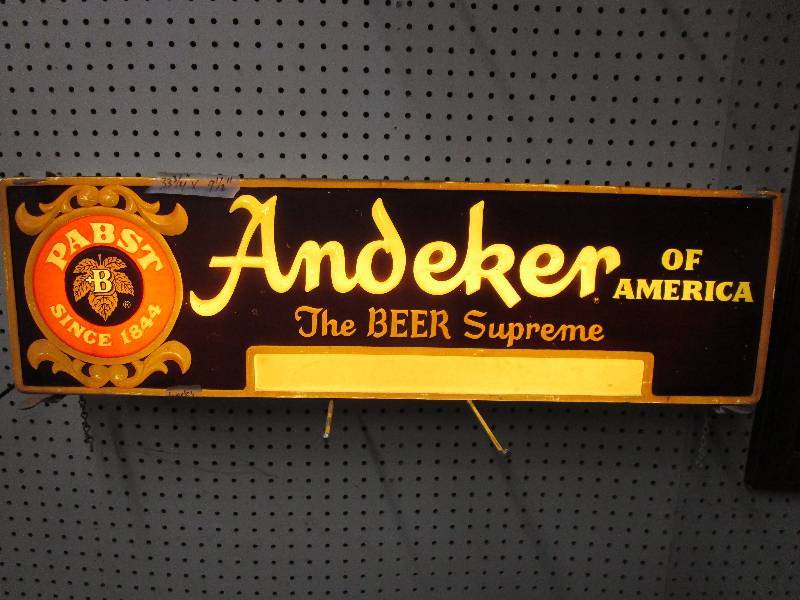 PABST
B
®
SINCE 1844
Andeker
OF
AMERICA
The BEER Supreme